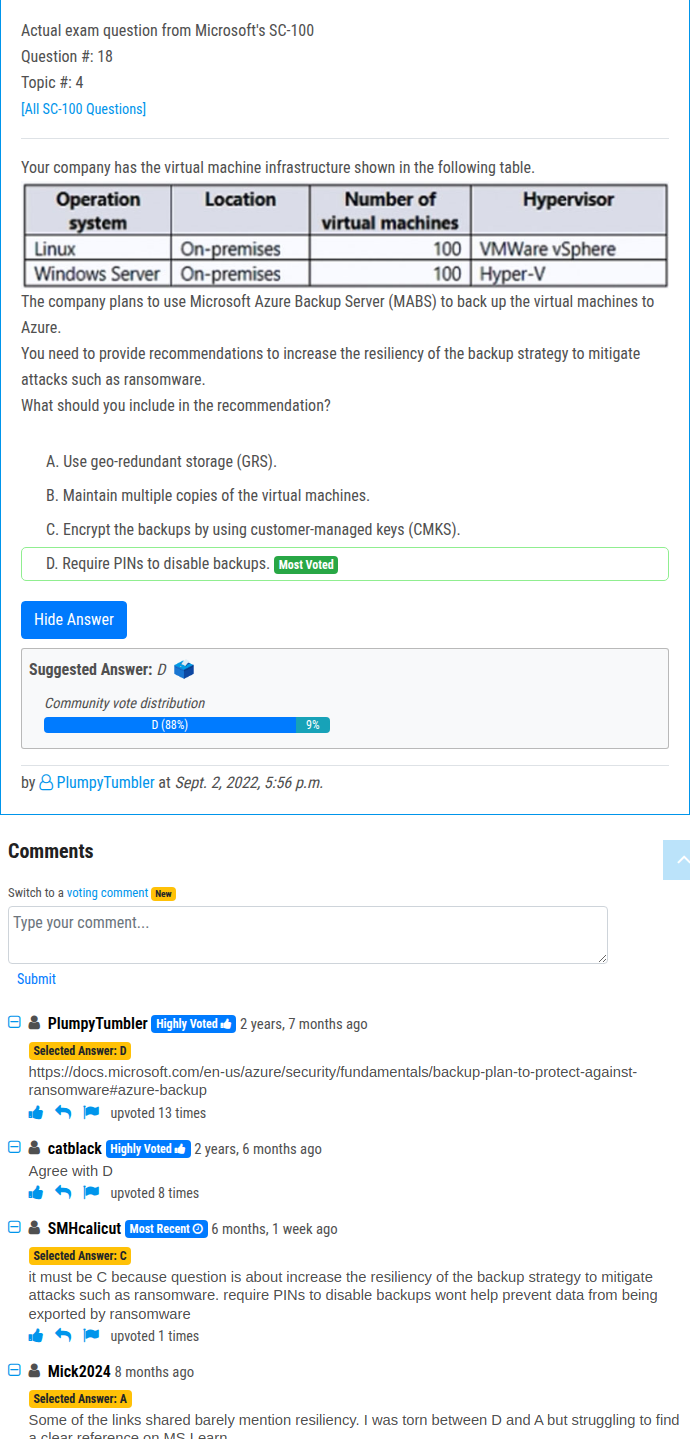 Actual exam question from Microsoft's SC-100
Question #: 18
Topic #: 4
[All SC-100 Questions]
Your company has the virtual machine infrastructure shown in the following table.
Operation system Location Number of virtual machines Hypervisor
Linux On-premises 100 VMWare vSphere
Windows Server On-premises 100 Hyper-V
The company plans to use Microsoft Azure Backup Server (MABS) to back up the virtual machines to
Azure.
You need to provide recommendations to increase the resiliency of the backup strategy to mitigate
attacks such as ransomware.
What should you include in the recommendation?
A. Use geo-redundant storage (GRS).
B. Maintain multiple copies of the virtual machines.
C. Encrypt the backups by using customer-managed keys (CMKS).
D. Require PINs to disable backups. Most Voted
Hide Answer
Suggested Answer: D
Community vote distribution
D (88%) 9%
by PlumpyTumbler at Sept. 2, 2022, 5:56 p.m.
Comments
Switch to a voting comment New
Type your comment...
Submit
PlumpyTumbler Highly Voted 2 years, 7 months ago
Selected Answer: D
https://docs.microsoft.com/en-us/azure/security/fundamentals/backup-plan-to-protect-against-
ransomware#azure-backup
upvoted 13 times
catblack Highly Voted 2 years, 6 months ago
Agree with D
upvoted 8 times
SMHcalicut Most Recent 6 months, 1 week ago
Selected Answer: C
it must be C because question is about increase the resiliency of the backup strategy to mitigate
attacks such as ransomware. require PINs to disable backups wont help prevent data from being
exported by ransomware
upvoted 1 times
Mick2024 8 months ago
Selected Answer: A
Some of the links shared barely mention resiliency. I was torn between D and A but struggling to find
a clear reference on MS Learn